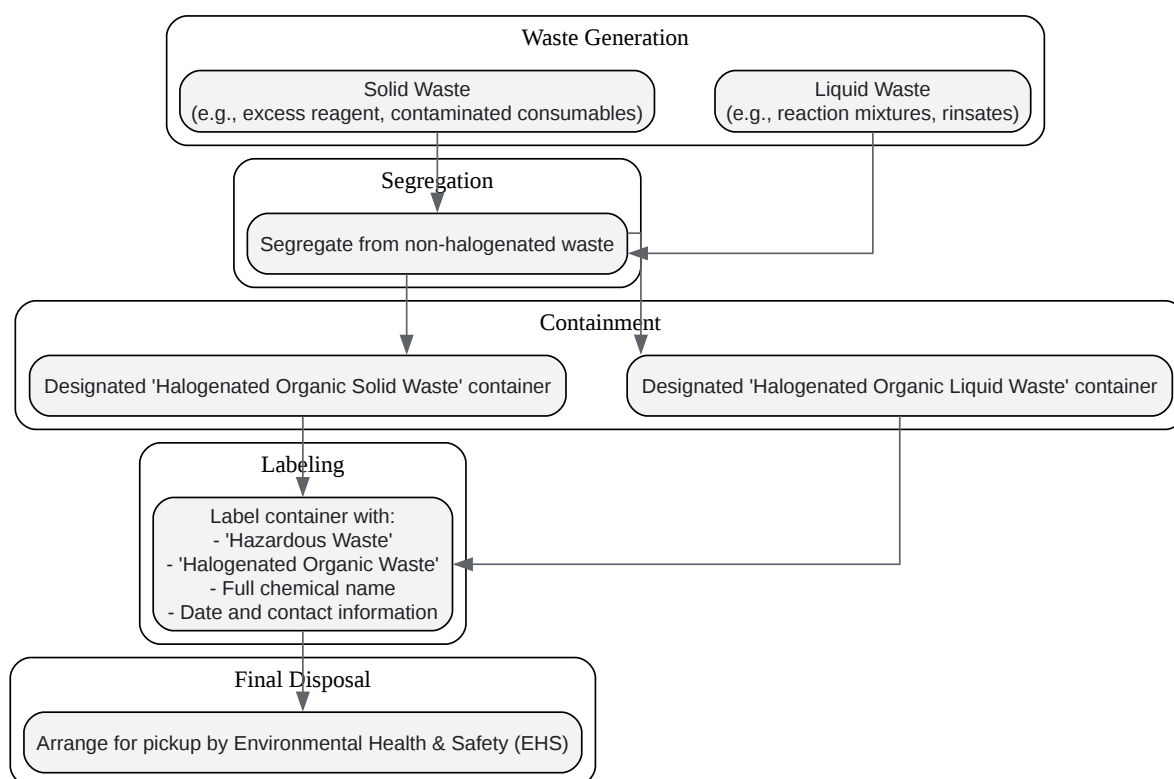 Waste Generation
Solid Waste
(e.g., excess reagent, contaminated consumables)
Liquid Waste
(e.g., reaction mixtures, rinsates)
Segregation
Segregate from non-halogenated waste
Containment
Designated 'Halogenated Organic Solid Waste' container
Designated 'Halogenated Organic Liquid Waste' container
Labeling
Label container with:
- 'Hazardous Waste'
- 'Halogenated Organic Waste'
- Full chemical name
- Date and contact information
Final Disposal
Arrange for pickup by Environmental Health & Safety (EHS)